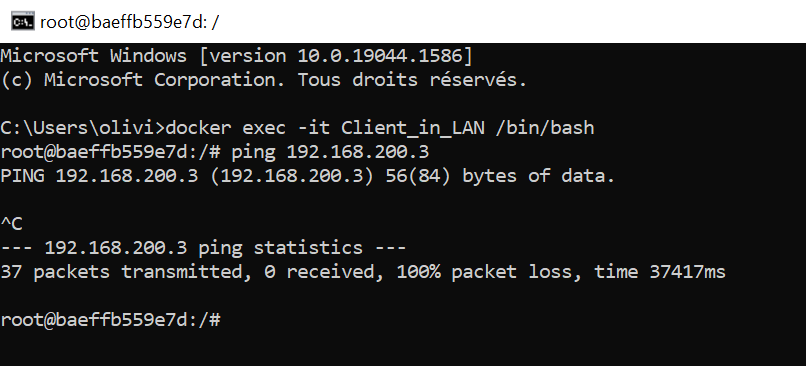 root@baeffb559e7d: /
Microsoft Windows [version 10.0.19044.1586]
(c) Microsoft Corporation. Tous droits réservés.
C:\Users\olivi>docker exec -it Client_in_LAN /bin/bash
root@baeffb559e7d:/# ping 192.168.200.3
PING 192.168.200.3 (192.168.200.3) 56(84) bytes of data.
^C
--- 192.168.200.3 ping statistics ---
37 packets transmitted, 0 received, 100% packet loss, time 37417ms
root@baeffb559e7d:/#